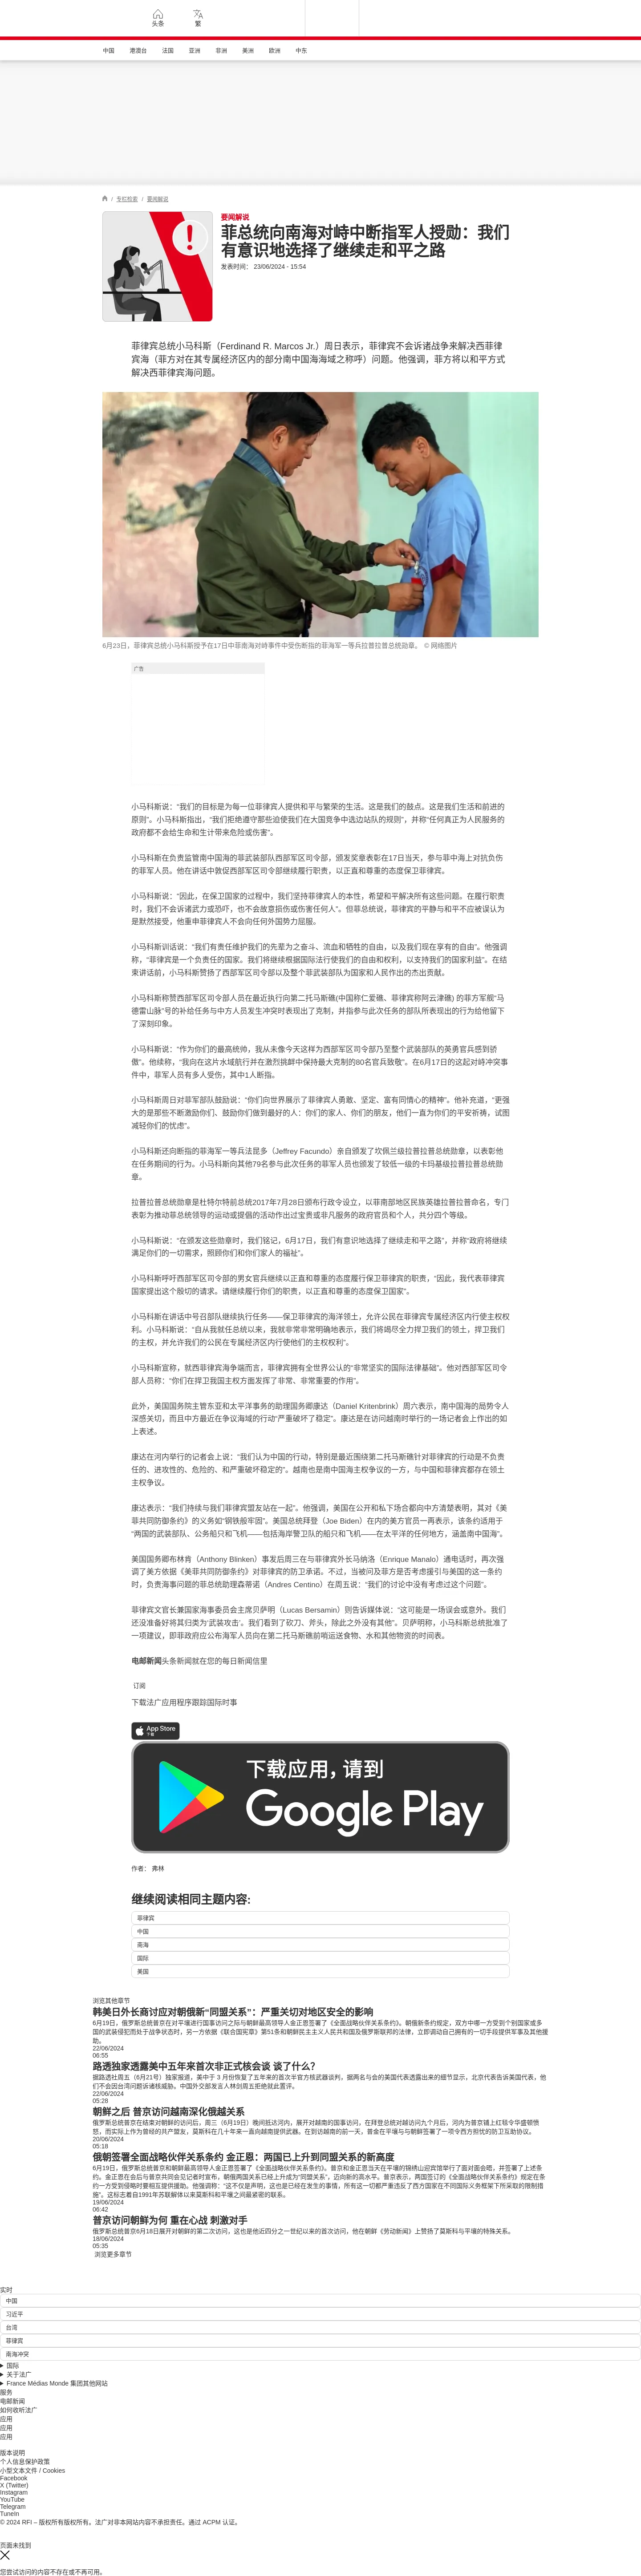 头条
繁
中国 港澳台 法国 亚洲 非洲 美洲 欧洲 中东
/ 专栏检索 / 要闻解说
要闻解说
菲总统向南海对峙中断指军人授勋：我们
有意识地选择了继续走和平之路
发表时间： 23/06/2024 - 15:54
菲律宾总统小马科斯（Ferdinand R. Marcos Jr.）周日表示，菲律宾不会诉诸战争来解决西菲律
宾海（菲方对在其专属经济区内的部分南中国海海域之称呼）问题。他强调，菲方将以和平方式
解决西菲律宾海问题。
6月23日，菲律宾总统小马科斯授予在17日中菲南海对峙事件中受伤断指的菲海军一等兵拉普拉普总统勋章。 © 网络图片
广告
小马科斯说：“我们的目标是为每一位菲律宾人提供和平与繁荣的生活。这是我们的鼓点。这是我们生活和前进的
原则”。小马科斯指出，“我们拒绝遵守那些迫使我们在大国竞争中选边站队的规则”，并称“任何真正为人民服务的
政府都不会给生命和生计带来危险或伤害”。
小马科斯在负责监管南中国海的菲武装部队西部军区司令部，颁发奖章表彰在17日当天，参与菲中海上对抗负伤
的菲军人员。他在讲话中敦促西部军区司令部继续履行职责，以正直和尊重的态度保卫菲律宾。
小马科斯说：“因此，在保卫国家的过程中，我们坚持菲律宾人的本性，希望和平解决所有这些问题。在履行职责
时，我们不会诉诸武力或恐吓，也不会故意损伤或伤害任何人”。但菲总统说，菲律宾的平静与和平不应被误认为
是默然接受，他重申菲律宾人不会向任何外国势力屈服。
小马科斯训话说：“我们有责任维护我们的先辈为之奋斗、流血和牺牲的自由，以及我们现在享有的自由”。他强调
称，“菲律宾是一个负责任的国家。我们将继续根据国际法行使我们的自由和权利，以支持我们的国家利益”。在结
束讲话前，小马科斯赞扬了西部军区司令部以及整个菲武装部队为国家和人民作出的杰出贡献。
小马科斯称赞西部军区司令部人员在最近执行向第二托马斯礁(中国称仁爱礁、菲律宾称阿云津礁) 的菲方军舰“马
德雷山脉”号的补给任务与中方人员发生冲突时表现出了克制，并指参与此次任务的部队所表现出的行为给他留下
了深刻印象。
小马科斯说：“作为你们的最高统帅，我从未像今天这样为西部军区司令部乃至整个武装部队的英勇官兵感到骄
傲”。他续称，“我向在这片水域航行并在激烈挑衅中保持最大克制的80名官兵致敬”。在6月17日的这起对峙冲突事
件中，菲军人员有多人受伤，其中1人断指。
小马科斯周日对菲军部队鼓励说：“你们向世界展示了菲律宾人勇敢、坚定、富有同情心的精神”。他补充道，“更强
大的是那些不断激励你们、鼓励你们做到最好的人：你们的家人、你们的朋友，他们一直为你们的平安祈祷，试图
减轻你们的忧虑”。
小马科斯还向断指的菲海军一等兵法昆多（Jeffrey Facundo）亲自颁发了坎佩兰级拉普拉普总统勋章，以表彰他
在任务期间的行为。小马科斯向其他79名参与此次任务的菲军人员也颁发了较低一级的卡玛基级拉普拉普总统勋
章。
拉普拉普总统勋章是杜特尔特前总统2017年7月28日颁布行政令设立，以菲南部地区民族英雄拉普拉普命名，专门
表彰为推动菲总统领导的运动或提倡的活动作出过宝贵或非凡服务的政府官员和个人，共分四个等级。
小马科斯说：“在颁发这些勋章时，我们铭记，6月17日，我们有意识地选择了继续走和平之路”，并称“政府将继续
满足你们的一切需求，照顾你们和你们家人的福祉”。
小马科斯呼吁西部军区司令部的男女官兵继续以正直和尊重的态度履行保卫菲律宾的职责，“因此，我代表菲律宾
国家提出这个殷切的请求。请继续履行你们的职责，以正直和尊重的态度保卫国家”。
小马科斯在讲话中号召部队继续执行任务——保卫菲律宾的海洋领土，允许公民在菲律宾专属经济区内行使主权权
利。小马科斯说：“自从我就任总统以来，我就非常非常明确地表示，我们将竭尽全力捍卫我们的领土，捍卫我们
的主权，并允许我们的公民在专属经济区内行使他们的主权权利”。
小马科斯宣称，就西菲律宾海争端而言，菲律宾拥有全世界公认的“非常坚实的国际法律基础”。他对西部军区司令
部人员称：“你们在捍卫我国主权方面发挥了非常、非常重要的作用”。
此外，美国国务院主管东亚和太平洋事务的助理国务卿康达（Daniel Kritenbrink）周六表示，南中国海的局势令人
深感关切，而且中方最近在争议海域的行动“严重破坏了稳定”。康达是在访问越南时举行的一场记者会上作出的如
上表述。
康达在河内举行的记者会上说：“我们认为中国的行动，特别是最近围绕第二托马斯礁针对菲律宾的行动是不负责
任的、进攻性的、危险的、和严重破坏稳定的”。越南也是南中国海主权争议的一方，与中国和菲律宾都存在领土
主权争议。
康达表示：“我们持续与我们菲律宾盟友站在一起”。他强调，美国在公开和私下场合都向中方清楚表明，其对《美
菲共同防御条约》的义务如“钢铁般牢固”。美国总统拜登（Joe Biden）在内的美方官员一再表示，该条约适用于
“两国的武装部队、公务船只和飞机——包括海岸警卫队的船只和飞机——在太平洋的任何地方，涵盖南中国海”。
美国国务卿布林肯（Anthony Blinken）事发后周三在与菲律宾外长马纳洛（Enrique Manalo）通电话时，再次强
调了美方依据《美菲共同防御条约》对菲律宾的防卫承诺。不过，当被问及菲方是否考虑援引与美国的这一条约
时，负责海事问题的菲总统助理森蒂诺（Andres Centino）在周五说：“我们的讨论中没有考虑过这个问题”。
菲律宾文官长兼国家海事委员会主席贝萨明（Lucas Bersamin）则告诉媒体说：“这可能是一场误会或意外。我们
还没准备好将其归类为‘武装攻击’。我们看到了砍刀、斧头，除此之外没有其他”。贝萨明称，小马科斯总统批准了
一项建议，即菲政府应公布海军人员向在第二托马斯礁前哨运送食物、水和其他物资的时间表。
电邮新闻头条新闻就在您的每日新闻信里
订阅
下载法广应用程序跟踪国际时事
App Store
下载
下载应用，请到
Google Play
作者： 弗林
继续阅读相同主题内容:
菲律宾
中国
南海
国际
美国
浏览其他章节
韩美日外长商讨应对朝俄新“同盟关系”：严重关切对地区安全的影响
6月19日，俄罗斯总统普京在对平壤进行国事访问之际与朝鲜最高领导人金正恩签署了《全面战略伙伴关系条约》。朝俄新条约规定，双方中哪一方受到个别国家或多
国的武装侵犯而处于战争状态时，另一方依据《联合国宪章》第51条和朝鲜民主主义人民共和国及俄罗斯联邦的法律，立即调动自己拥有的一切手段提供军事及其他援
助。
22/06/2024
06:55
路透独家透露美中五年来首次非正式核会谈 谈了什么？
据路透社周五（6月21号）独家报道，美中于 3 月份恢复了五年来的首次半官方核武器谈判，据两名与会的美国代表透露出来的细节显示，北京代表告诉美国代表，他
们不会因台湾问题诉诸核威胁。中国外交部发言人林剑周五拒绝就此置评。
22/06/2024
05:28
朝鲜之后 普京访问越南深化俄越关系
俄罗斯总统普京在结束对朝鲜的访问后，周三（6月19日）晚间抵达河内，展开对越南的国事访问，在拜登总统对越访问九个月后，河内为普京铺上红毯令华盛顿愤
怒，而实际上作为曾经的共产盟友，莫斯科在几十年来一直向越南提供武器。在到访越南的前一天，普金在平壤与与朝鲜签署了一项令西方担忧的防卫互助协议。
20/06/2024
05:18
俄朝签署全面战略伙伴关系条约 金正恩：两国已上升到同盟关系的新高度
6月19日，俄罗斯总统普京和朝鲜最高领导人金正恩签署了《全面战略伙伴关系条约》。普京和金正恩当天在平壤的锦绣山迎宾馆举行了面对面会晤，并签署了上述条
约。金正恩在会后与普京共同会见记者时宣布，朝俄两国关系已经上升成为“同盟关系”，迈向新的高水平。普京表示，两国签订的《全面战略伙伴关系条约》规定在条
约一方受到侵略时要相互提供援助。他强调称：“这不仅是声明，这也是已经在发生的事情，所有这一切都严重违反了西方国家在不同国际义务框架下所采取的限制措
施”。这标志着自1991年苏联解体以来莫斯科和平壤之间最紧密的联系。
19/06/2024
06:42
普京访问朝鲜为何 重在心战 刺激对手
俄罗斯总统普京6月18日展开对朝鲜的第二次访问，这也是他近四分之一世纪以来的首次访问，他在朝鲜《劳动新闻》上赞扬了莫斯科与平壤的特殊关系。
18/06/2024
05:35
浏览更多章节
实时
中国
习近平
台湾
菲律宾
南海冲突
国际
关于法广
France Médias Monde 集团其他网站
服务
电邮新闻
如何收听法广
应用
应用
应用
版本说明
个人信息保护政策
小型文本文件 / Cookies
Facebook
X (Twitter)
Instagram
YouTube
Telegram
TuneIn
© 2024 RFI – 版权所有版权所有。法广对非本网站内容不承担责任。通过 ACPM 认证。
页面未找到
您尝试访问的内容不存在或不再可用。